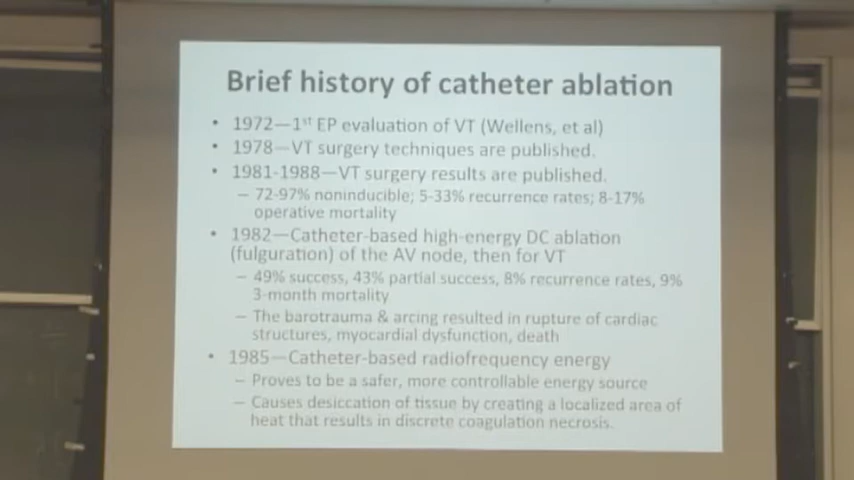 Brief history of catheter ablation
• 1972—1st EP evaluation of VT (Wellens, et al)
• 1978—VT surgery techniques are published.
• 1981-1988—VT surgery results are published.
– 72-97% noninducible; 5-33% recurrence rates; 8-17%
operative mortality
• 1982—Catheter-based high-energy DC ablation
(fulguration) of the AV node, then for VT
– 49% success, 43% partial success, 8% recurrence rates, 9%
3-month mortality
– The barotrauma & arcing resulted in rupture of cardiac
structures, myocardial dysfunction, death
• 1985—Catheter-based radiofrequency energy
– Proves to be a safer, more controllable energy source
– Causes desiccation of tissue by creating a localized area of
heat that results in discrete coagulation necrosis.